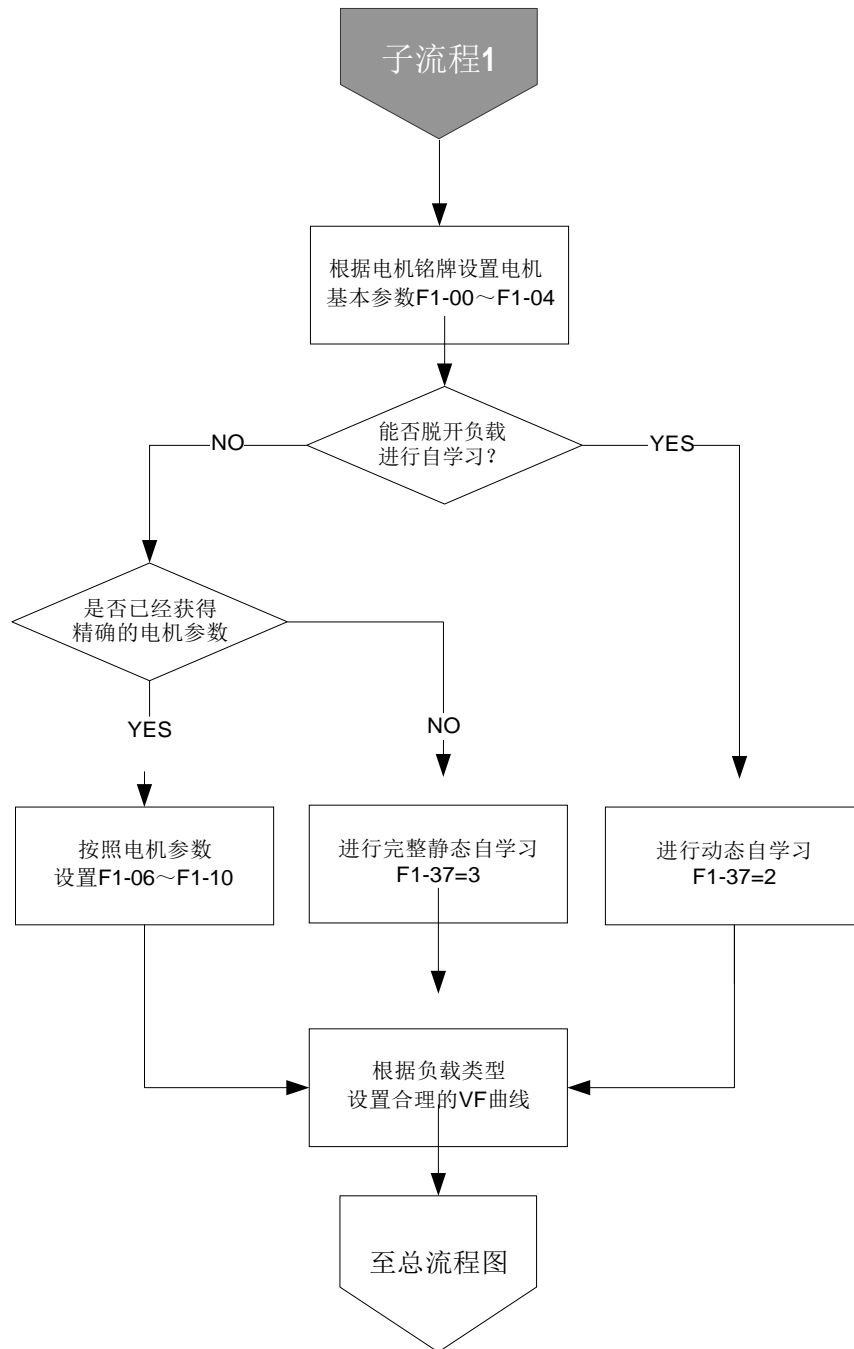 子流程1
根据电机铭牌设置电机
基本参数F1-00～F1-04
能否脱开负载
进行自学习？
NO
YES
是否已经获得
精确的电机参数
YES
NO
按照电机参数
设置F1-06～F1-10
进行完整静态自学习
F1-37=3
进行动态自学习
F1-37=2
根据负载类型
设置合理的VF曲线
至总流程图